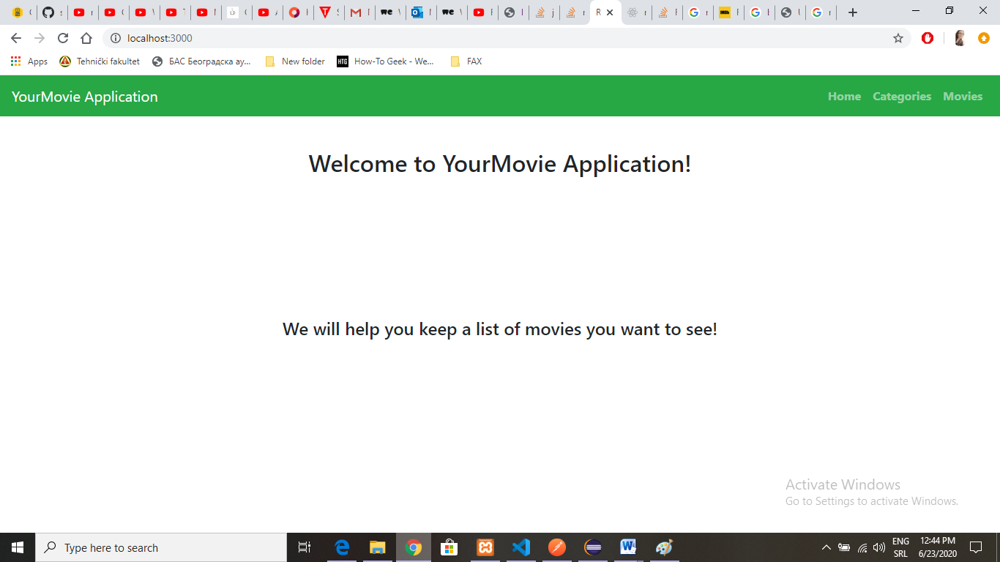 localhost:3000
Apps
Tehnički fakultet
БАС Београдска ау...
New folder
HTG
How-To Geek - We...
FAX
YourMovie Application
Home
Categories
Movies
Welcome to YourMovie Application!
We will help you keep a list of movies you want to see!
Activate Windows
Go to Settings to activate Windows.
Type here to search
ENG
SRL
12:44 PM
6/23/2020